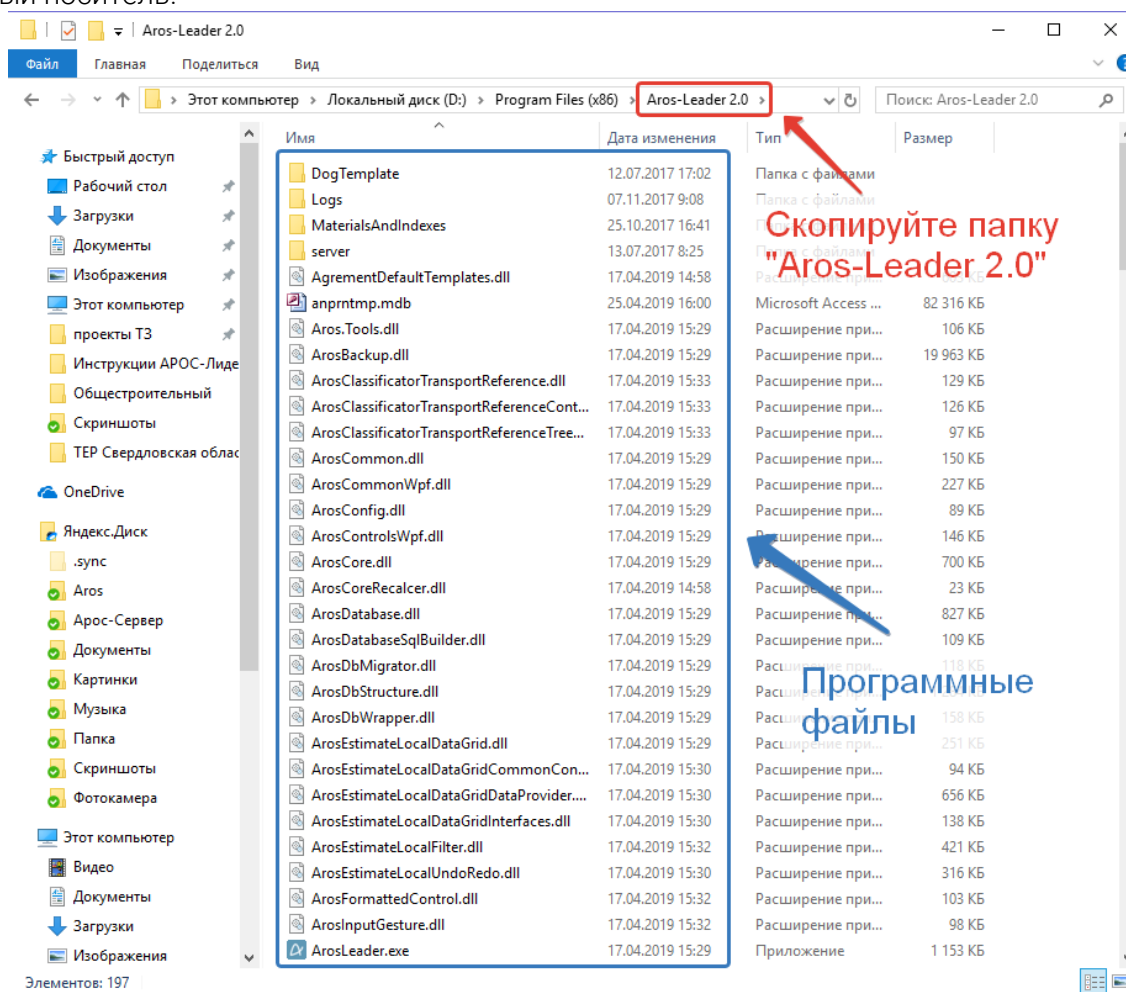 носитель.
Aros-Leader 2.0
Файл Главная Поделиться Вид
Этот компьютер > Локальный диск (D:) > Program Files (x86) > Aros-Leader 2.0 > Поиск: Aros-Leader 2.0
Имя Дата изменения Тип Размер
Быстрый доступ
Рабочий стол
Загрузки
Документы
Изображения
Этот компьютер
проекты ТЗ
Инструкции АРОС-Лиде
Общестроительный
Скриншоты
ТЕР Свердловская облас
OneDrive
Яндекс.Диск
.sync
Aros
Арос-Сервер
Документы
Картинки
Музыка
Папка
Скриншоты
Фотокамера
Этот компьютер
Видео
Документы
Загрузки
Изображения
DogTemplate 12.07.2017 17:02 Папка с файлами
Logs 07.11.2017 9:08 Папка с файлами
MaterialsAndIndexes 25.10.2017 16:41
server 13.07.2017 8:25 Папка с файлами
AgrementDefaultTemplates.dll 17.04.2019 14:58
anprntmp.mdb 25.04.2019 16:00 Microsoft Access ... 82 316 КБ
Aros.Tools.dll 17.04.2019 15:29 Расширение при... 106 КБ
ArosBackup.dll 17.04.2019 15:29 Расширение при... 19 963 КБ
ArosClassificatorTransportReference.dll 17.04.2019 15:33 Расширение при... 129 КБ
ArosClassificatorTransportReferenceCont... 17.04.2019 15:33 Расширение при... 126 КБ
ArosClassificatorTransportReferenceTree... 17.04.2019 15:33 Расширение при... 97 КБ
ArosCommon.dll 17.04.2019 15:29 Расширение при... 150 КБ
ArosCommonWpf.dll 17.04.2019 15:29 Расширение при... 227 КБ
ArosConfig.dll 17.04.2019 15:29 Расширение при... 89 КБ
ArosControlsWpf.dll 17.04.2019 15:29 Расширение при... 146 КБ
ArosCore.dll 17.04.2019 15:29 Расширение при... 700 КБ
ArosCoreRecalcer.dll 17.04.2019 14:58 Расширение при... 23 КБ
ArosDatabase.dll 17.04.2019 15:29 Расширение при... 827 КБ
ArosDatabaseSqlBuilder.dll 17.04.2019 15:29 Расширение при... 109 КБ
ArosDbMigrator.dll 17.04.2019 15:29 Расширение при... 118 КБ
ArosDbStructure.dll 17.04.2019 15:29
ArosDbWrapper.dll 17.04.2019 15:29 158 КБ
ArosEstimateLocalDataGrid.dll 17.04.2019 15:29 Расширение при... 251 КБ
ArosEstimateLocalDataGridCommonCon... 17.04.2019 15:30 Расширение при... 94 КБ
ArosEstimateLocalDataGridDataProvider.... 17.04.2019 15:30 Расширение при... 656 КБ
ArosEstimateLocalDataGridInterfaces.dll 17.04.2019 15:30 Расширение при... 138 КБ
ArosEstimateLocalFilter.dll 17.04.2019 15:32 Расширение при... 421 КБ
ArosEstimateLocalUndoRedo.dll 17.04.2019 15:30 Расширение при... 316 КБ
ArosFormattedControl.dll 17.04.2019 15:32 Расширение при... 103 КБ
ArosInputGesture.dll 17.04.2019 15:32 Расширение при... 98 КБ
ArosLeader.exe 17.04.2019 15:29 Приложение 1 153 КБ
Скопируйте папку
"Aros-Leader 2.0"
Программные
файлы
Элементов: 197